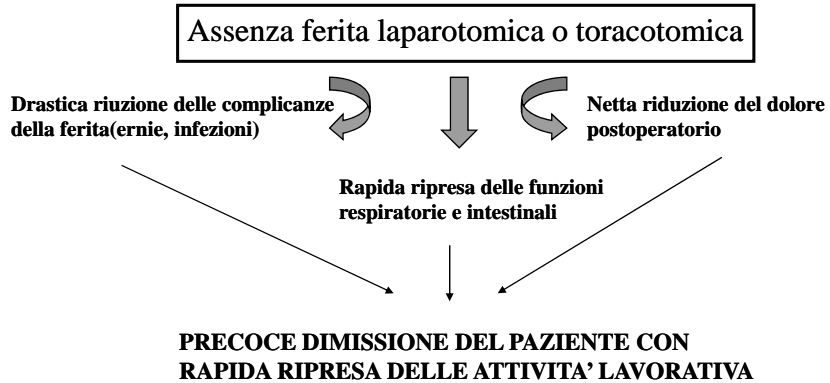 Assenza ferita laparotomica o toracotomica
Drastica riuzione delle complicanze
della ferita(ernie, infezioni)
Netta riduzione del dolore
postoperatorio
Rapida ripresa delle funzioni
respiratorie e intestinali
PRECOCE DIMISSIONE DEL PAZIENTE CON
RAPIDA RIPRESA DELLE ATTIVITA’ LAVORATIVA